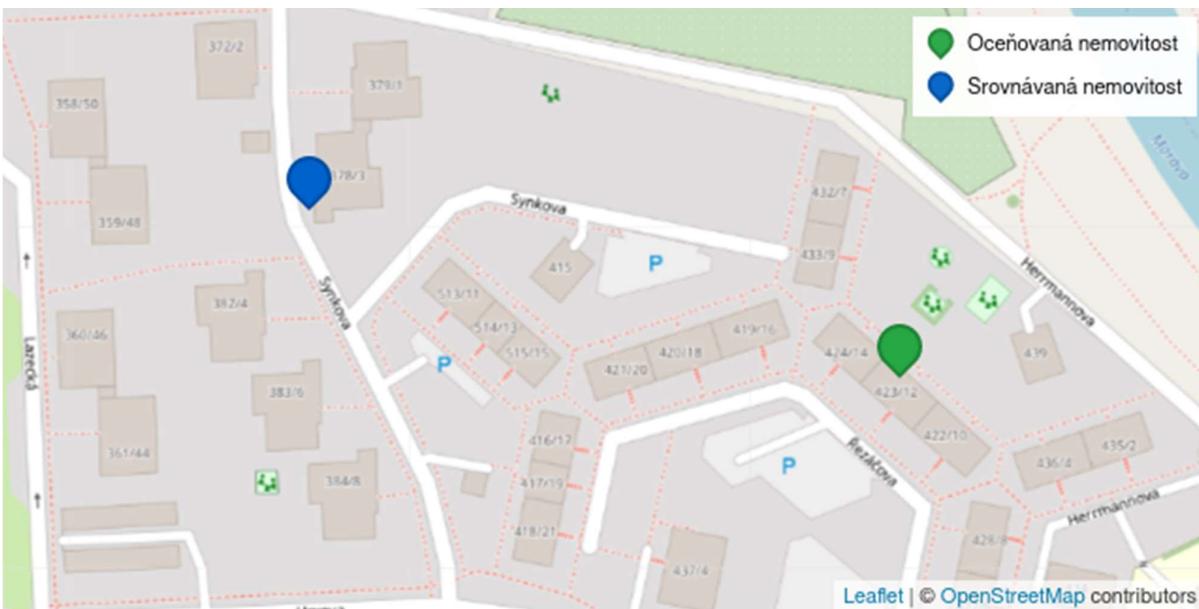 Oceňovaná nemovitost
Srovnávaná nemovitost
372/2
379/1
358/50
378/3
359/48
Synkova
432/7
433/9
Morava
415
P
Herrmannova
382/4
Synkova
513/11
514/13
515/15
360/46
Lazecká
419/16
420/18
421/20
424/14
423/12
439
P
383/6
422/10
361/44
416/17
417/19
418/21
384/8
P
Řezáčova
436/4
435/2
Herrmannova
428/8
437/4
Leaflet | © OpenStreetMap contributors